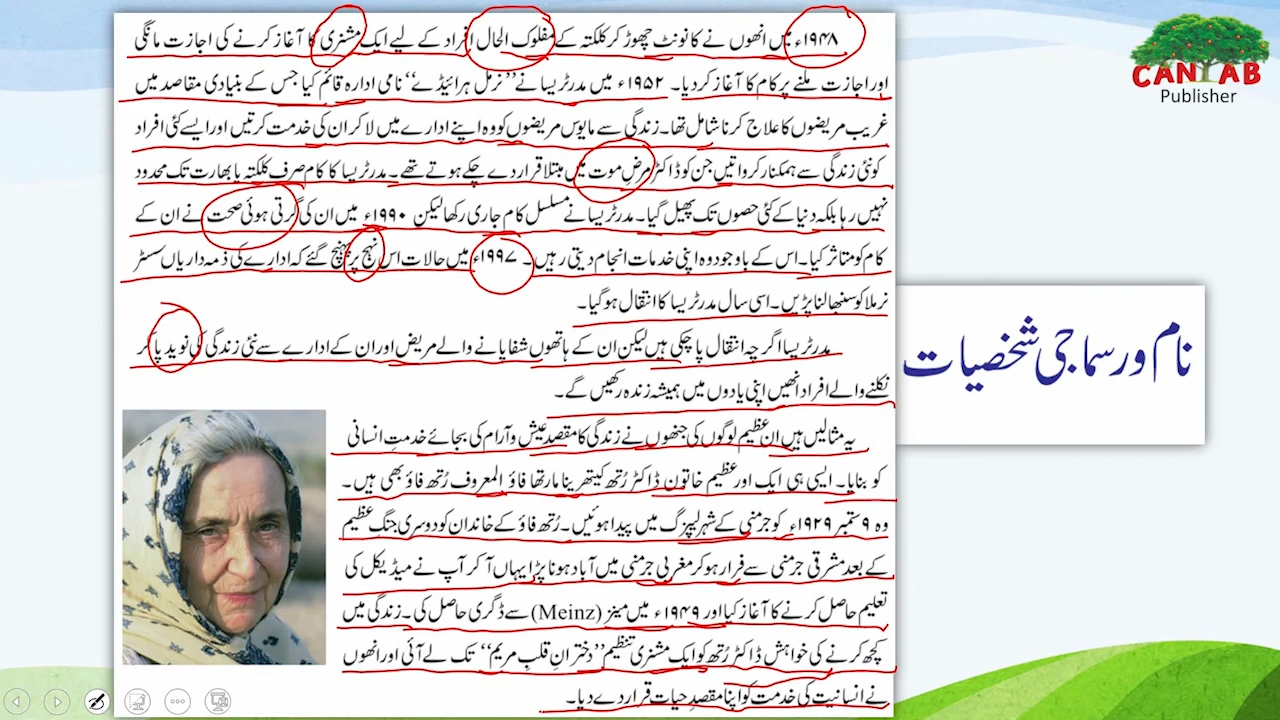 ۱۹۴۸ء میں انھوں نے کانونٹ چھوڑ کر کلکتہ کے مفلوک الحال افراد کے لیے ایک مشنری کا آغاز کرنے کی اجازت مانگی
اور اجازت ملنے پر کام کا آغاز کر دیا۔ ۱۹۵۲ء میں مدر ٹریسا نے ’’نرمل ہرائیڈے‘‘ نامی ادارہ قائم کیا جس کے بنیادی مقاصد میں
غریب مریضوں کا علاج کرنا شامل تھا۔ زندگی سے مایوس مریضوں کو وہ اپنے ادارے میں لا کر ان کی خدمت کرتیں اور ایسے کئی افراد
کو نئی زندگی سے ہمکنار کرواتیں جن کو ڈاکٹر مرضِ موت میں مبتلا قرار دے چکے ہوتے تھے۔ مدر ٹریسا کا کام صرف کلکتہ یا بھارت تک محدود
نہیں رہا بلکہ دنیا کے کئی حصوں تک پھیل گیا۔ مدر ٹریسا نے مسلسل کام جاری رکھا لیکن ۱۹۹۰ء میں ان کی گرتی ہوئی صحت نے ان کے
کام کو متاثر کیا۔ اس کے باوجود وہ اپنی خدمات انجام دیتی رہیں۔ ۱۹۹۷ء میں حالات اس نہج پر پہنچ گئے کہ ادارے کی ذمہ داریاں سسٹر
نرملا کو سنبھالنا پڑیں۔ اسی سال مدر ٹریسا کا انتقال ہو گیا۔
مدر ٹریسا اگرچہ انتقال پا چکی ہیں لیکن ان کے ہاتھوں شفا پانے والے مریض اور ان کے ادارے سے نئی زندگی کی نوید پا کر
نکلنے والے افراد انھیں اپنی یادوں میں ہمیشہ زندہ رکھیں گے۔
یہ مثالیں ہیں ان عظیم لوگوں کی جنھوں نے زندگی کا مقصد عیش و آرام کی بجائے خدمتِ انسانی
کو بنایا۔ ایسی ہی ایک اور عظیم خاتون ڈاکٹر رُتھ کیتھرینا مارتھا فاؤ المعروف رُتھ فاؤ بھی ہیں۔
وہ ۹ ستمبر ۱۹۲۹ء کو جرمنی کے شہر لیپزگ میں پیدا ہوئیں۔ رُتھ فاؤ کے خاندان کو دوسری جنگِ عظیم
کے بعد مشرقی جرمنی سے فرار ہو کر مغربی جرمنی میں آباد ہونا پڑا یہاں آ کر آپ نے میڈیکل کی
تعلیم حاصل کرنے کا آغاز کیا اور ۱۹۴۹ء میں مینز (Meinz) سے ڈگری حاصل کی۔ زندگی میں
کچھ کرنے کی خواہش ڈاکٹر رُتھ کو ایک مشنری تنظیم ’’دخترانِ قلبِ مریم‘‘ تک لے آئی اور انھوں
نے انسانیت کی خدمت کو اپنا مقصدِ حیات قرار دے دیا۔
نام ور سماجی شخصیات
CANTAB
Publisher